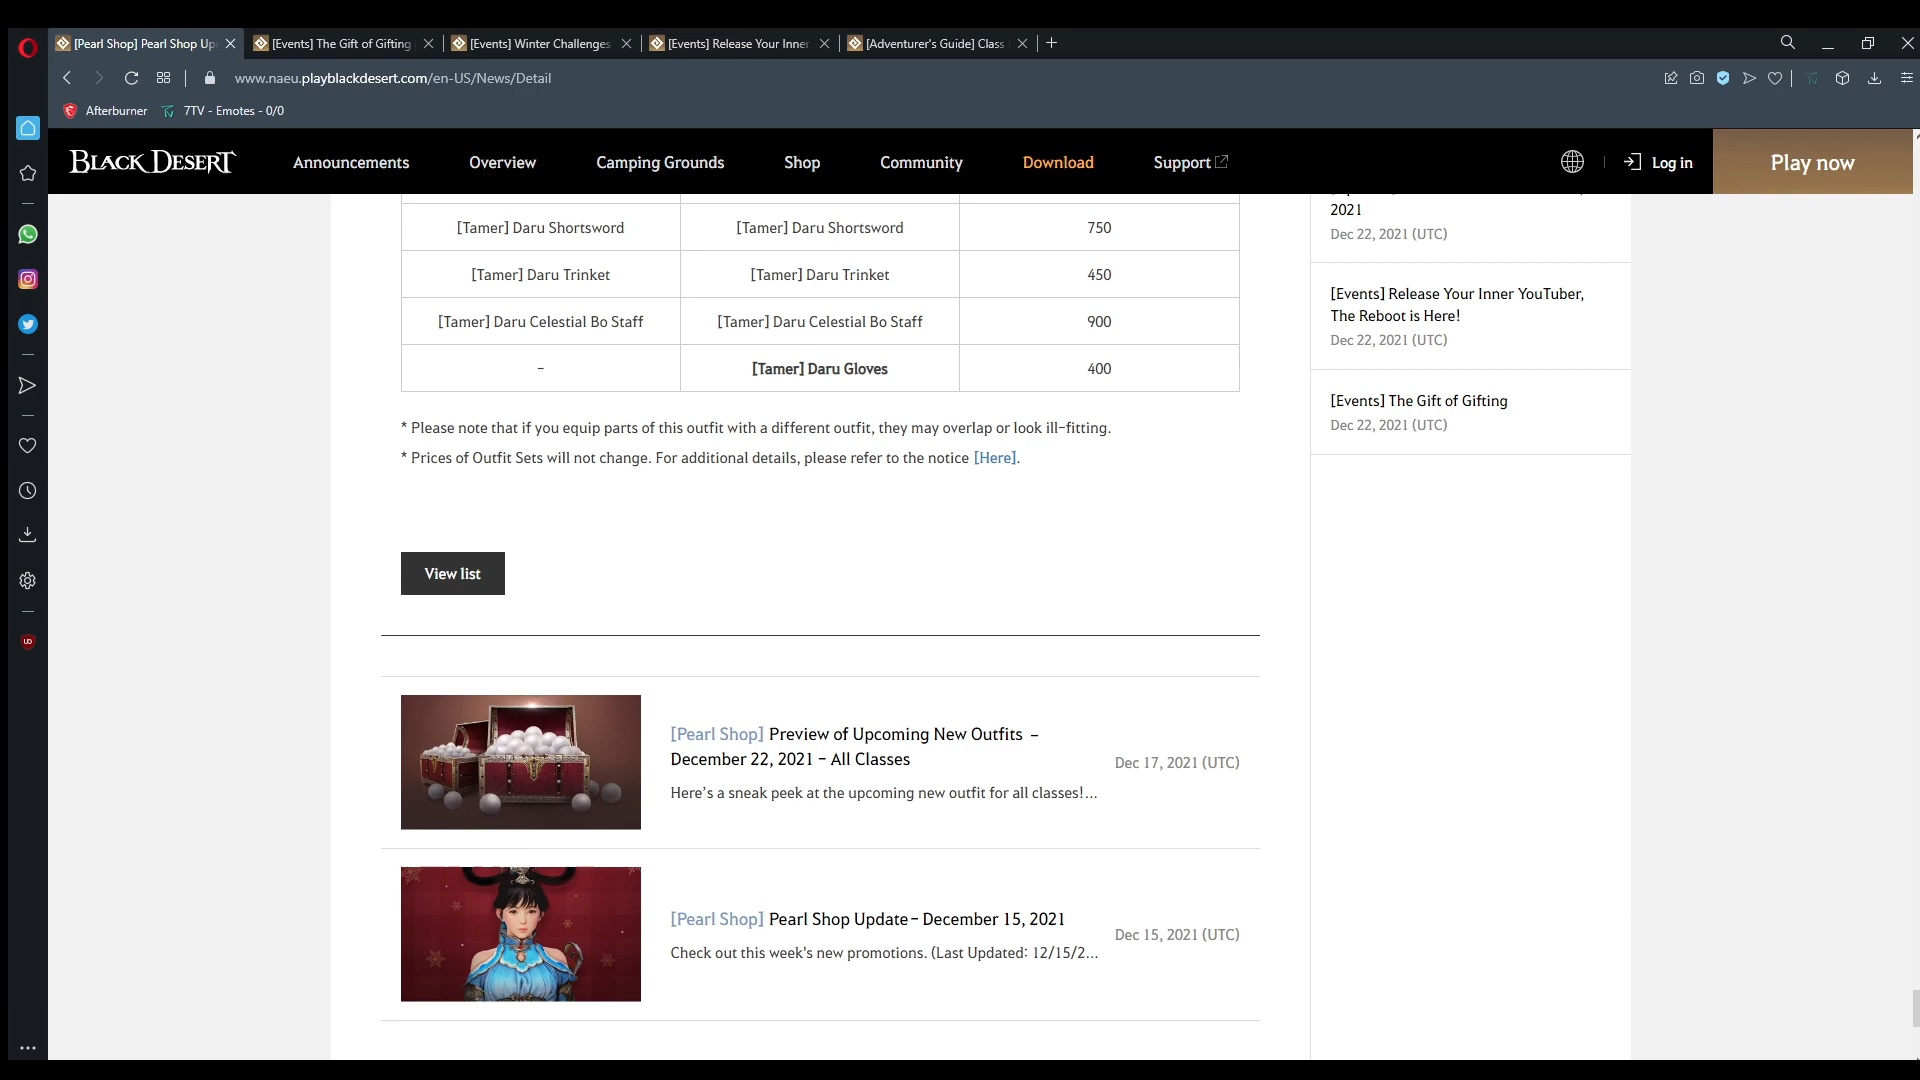 [Pearl Shop] Pearl Shop Up
[Events] The Gift of Gifting
[Events] Winter Challenges
[Events] Release Your Inner
[Adventurer's Guide] Class
www.naeu.playblackdesert.com/en-US/News/Detail
Afterburner
7TV - Emotes - 0/0
BLACK DESERT
Announcements
Overview
Camping Grounds
Shop
Community
Download
Support
Log in
Play now
[Tamer] Daru Shortsword [Tamer] Daru Shortsword 750
[Tamer] Daru Trinket [Tamer] Daru Trinket 450
[Tamer] Daru Celestial Bo Staff [Tamer] Daru Celestial Bo Staff 900
- [Tamer] Daru Gloves 400
* Please note that if you equip parts of this outfit with a different outfit, they may overlap or look ill-fitting.
* Prices of Outfit Sets will not change. For additional details, please refer to the notice [Here].
View list
[Pearl Shop] Preview of Upcoming New Outfits -
December 22, 2021 - All Classes
Here's a sneak peek at the upcoming new outfit for all classes!...
Dec 17, 2021 (UTC)
[Pearl Shop] Pearl Shop Update - December 15, 2021
Check out this week's new promotions. (Last Updated: 12/15/2...
Dec 15, 2021 (UTC)
2021
Dec 22, 2021 (UTC)
[Events] Release Your Inner YouTuber,
The Reboot is Here!
Dec 22, 2021 (UTC)
[Events] The Gift of Gifting
Dec 22, 2021 (UTC)